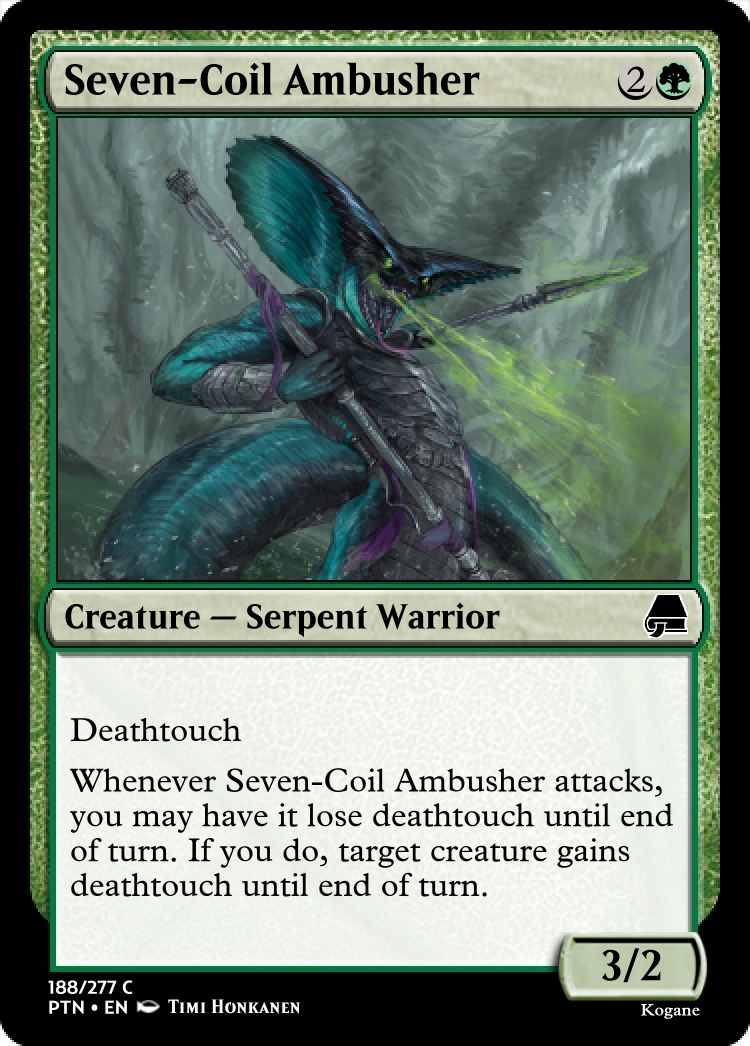 Seven-Coil Ambusher 2
Creature — Serpent Warrior
Deathtouch
Whenever Seven-Coil Ambusher attacks,
you may have it lose deathtouch until end
of turn. If you do, target creature gains
deathtouch until end of turn.
3/2
188/277 C
PTN • EN Timi Honkanen
Kogane